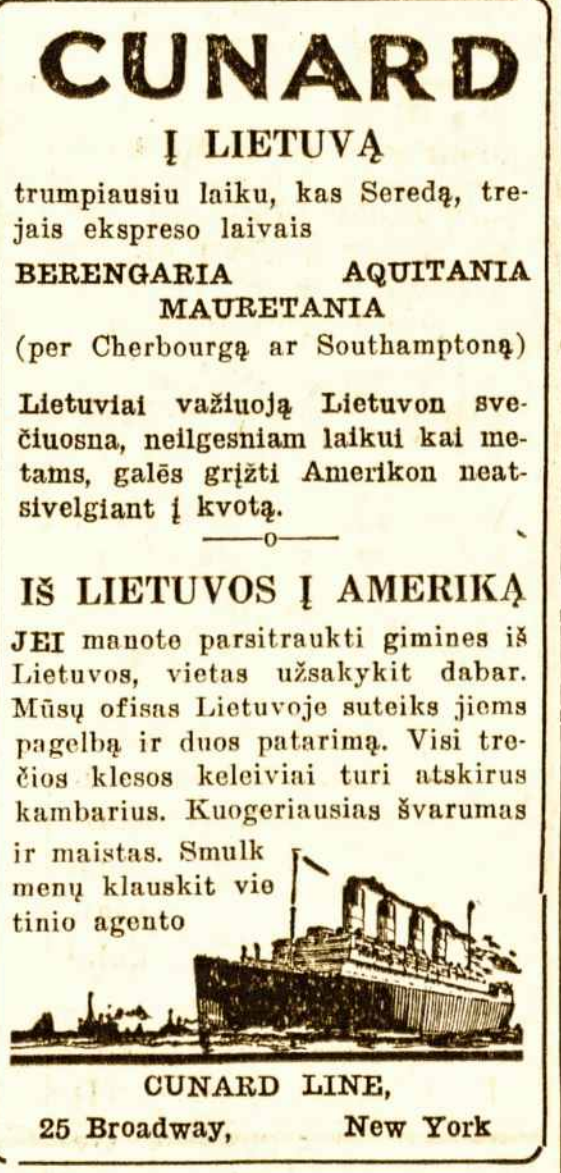 CUNARD
Į LIETUVĄ
trumpiausiu laiku, kas Seredą, tre-
jais ekspreso laivais
BERENGARIA AQUITANIA
MAURETANIA
(per Cherbourgą ar Southamptoną)
Lietuviai važiuoją Lietuvon sve-
čiuosna, neilgesniam laikui kai me-
tams, galės grįžti Amerikon neat-
sivelgiant į kvotą.
—o—
IŠ LIETUVOS Į AMERIKĄ
JEI manote parsitraukti gimines iš
Lietuvos, vietas užsakykit dabar.
Mūsų ofisas Lietuvoje suteiks jiems
pagelbą ir duos patarimą. Visi tre-
čios klesos keleiviai turi atskirus
kambarius. Kuogeriausias švarumas
ir maistas. Smulk
menų klauskit vie
tinio agento
CUNARD LINE,
25 Broadway, New York